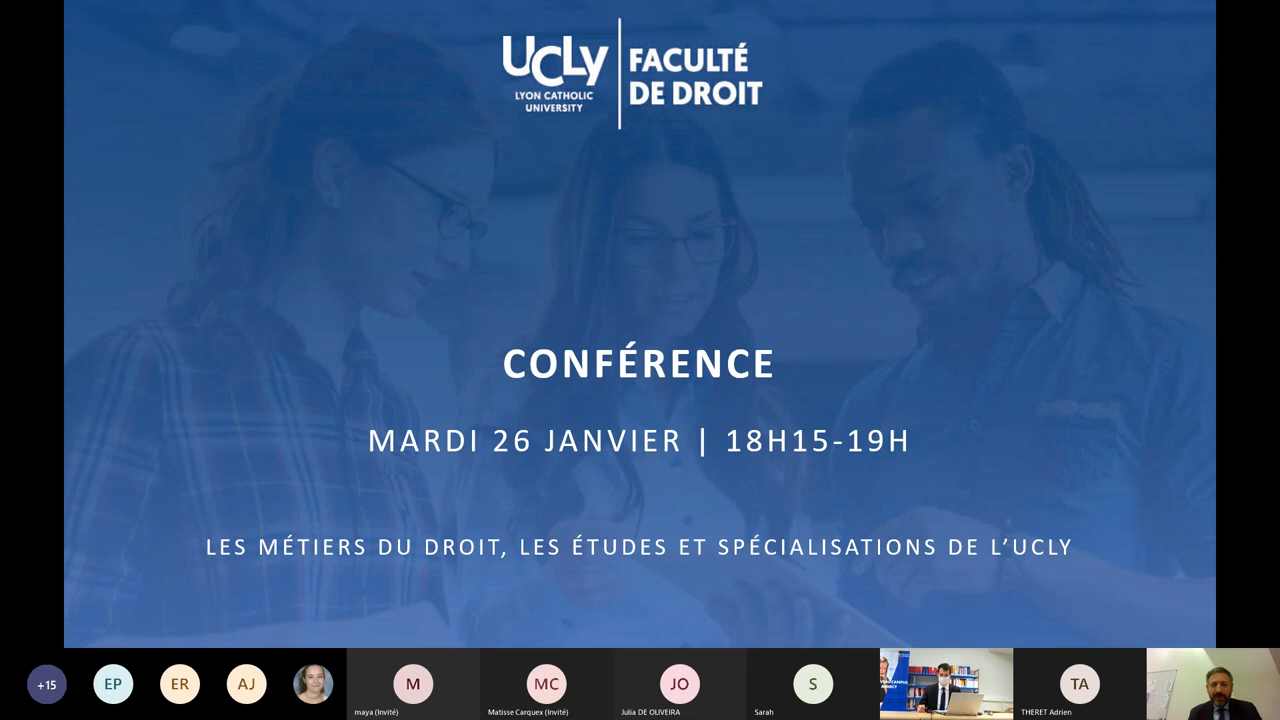 UCLy
LYON CATHOLIC
UNIVERSITY
FACULTÉ
DE DROIT
CONFÉRENCE
MARDI 26 JANVIER | 18H15-19H
LES MÉTIERS DU DROIT, LES ÉTUDES ET SPÉCIALISATIONS DE L'UCLY
+15
EP
ER
AJ
M
maya (Invité)
MC
Matisse Carquex (Invité)
JO
Julia DE OLIVEIRA
S
Sarah
TA
THERET Adrien